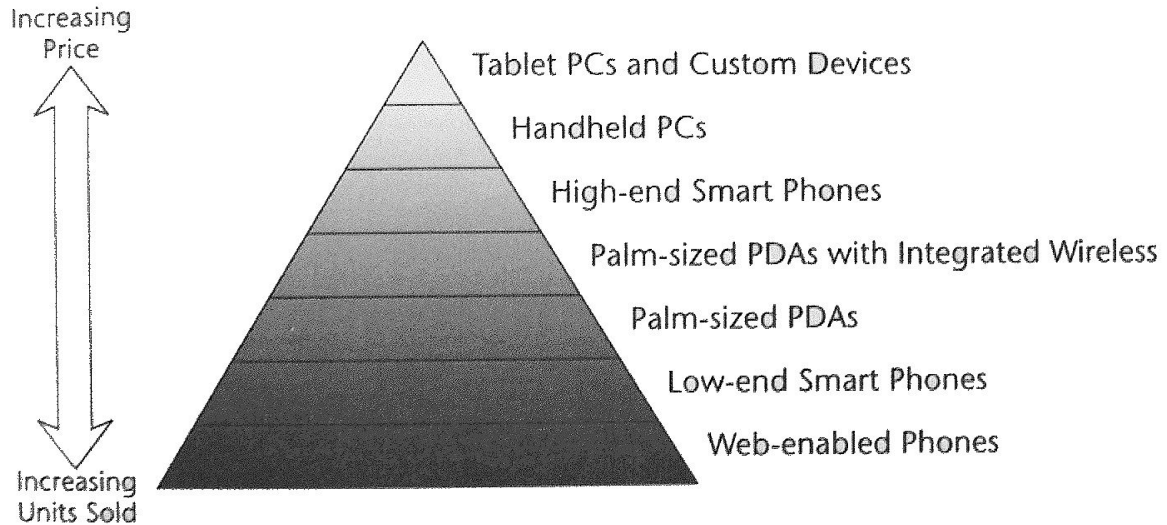 Increasing
Price
Tablet PCs and Custom Devices
Handheld PCs
High-end Smart Phones
Palm-sized PDAs with Integrated Wireless
Palm-sized PDAs
Low-end Smart Phones
Web-enabled Phones
Increasing
Units Sold